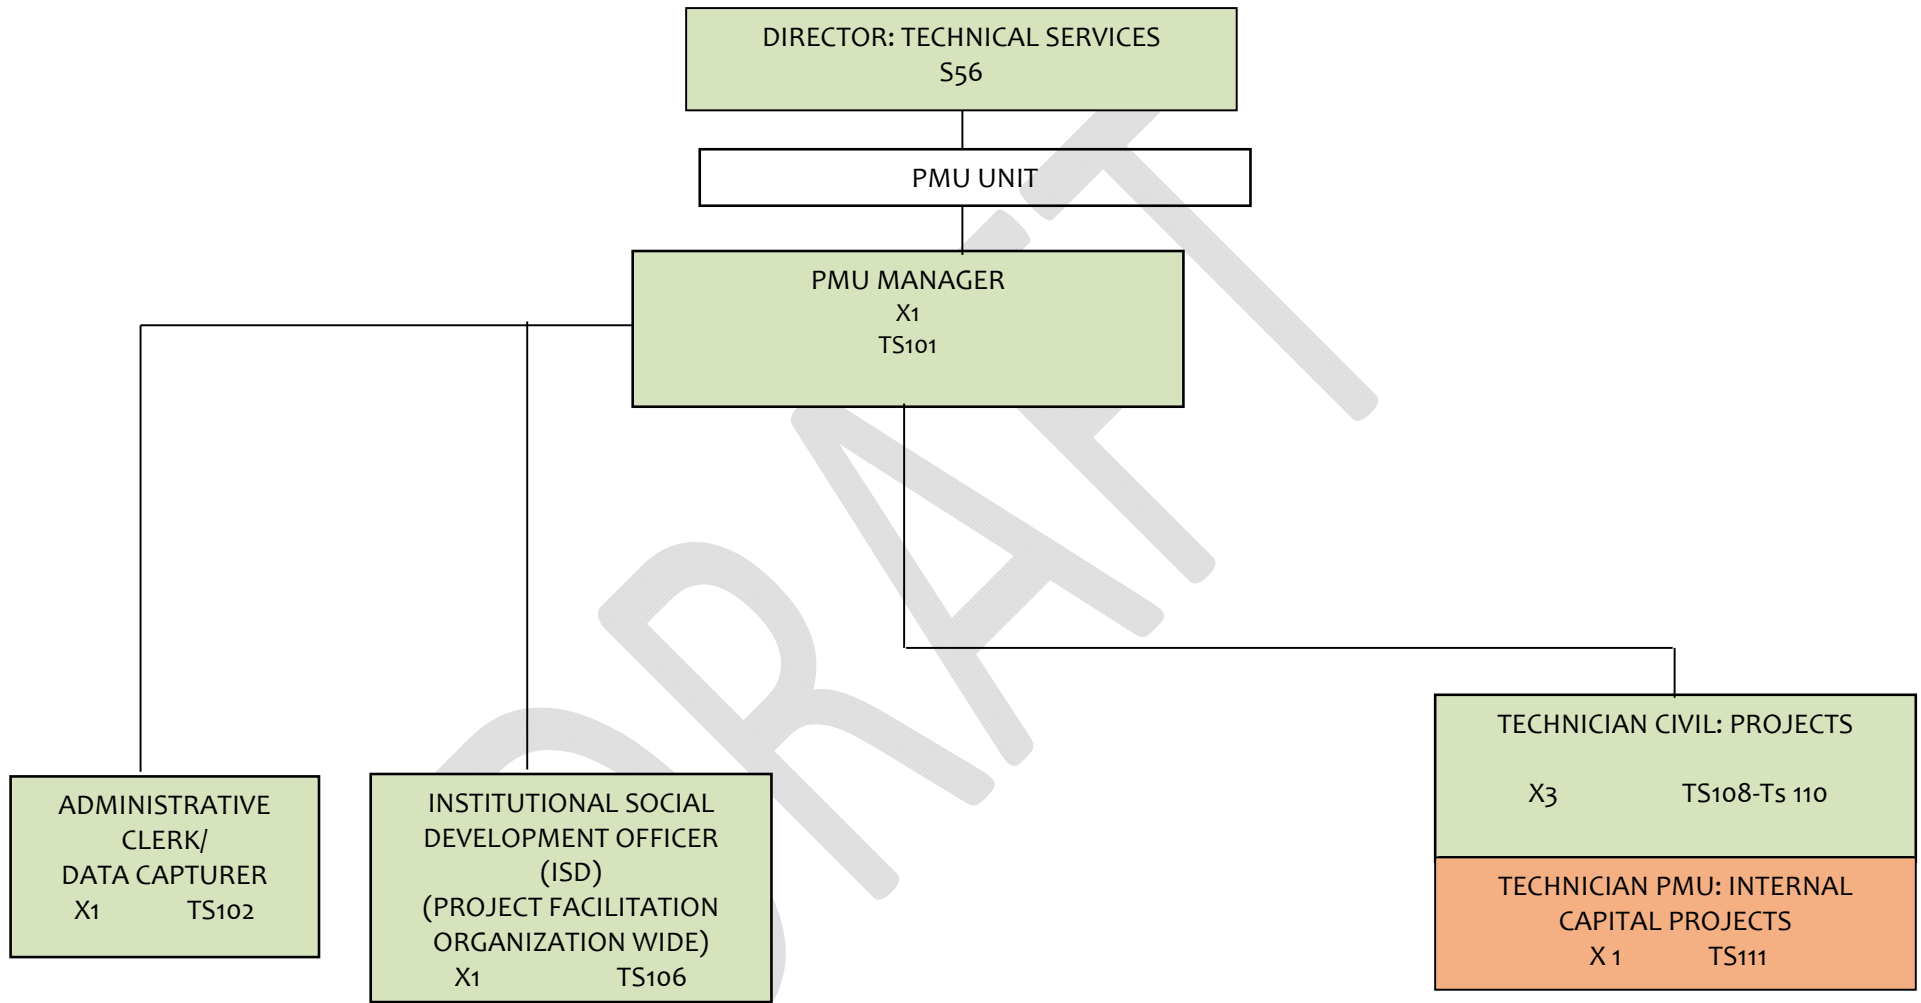 DIRECTOR: TECHNICAL SERVICES
S56
PMU UNIT
PMU MANAGER
X1
TS101
ADMINISTRATIVE
CLERK/
DATA CAPTURER
X1 TS102
INSTITUTIONAL SOCIAL
DEVELOPMENT OFFICER
(ISD)
(PROJECT FACILITATION
ORGANIZATION WIDE)
X1 TS106
TECHNICIAN CIVIL: PROJECTS
X3 TS108-Ts 110
TECHNICIAN PMU: INTERNAL
CAPITAL PROJECTS
X 1 TS111
DRAFT